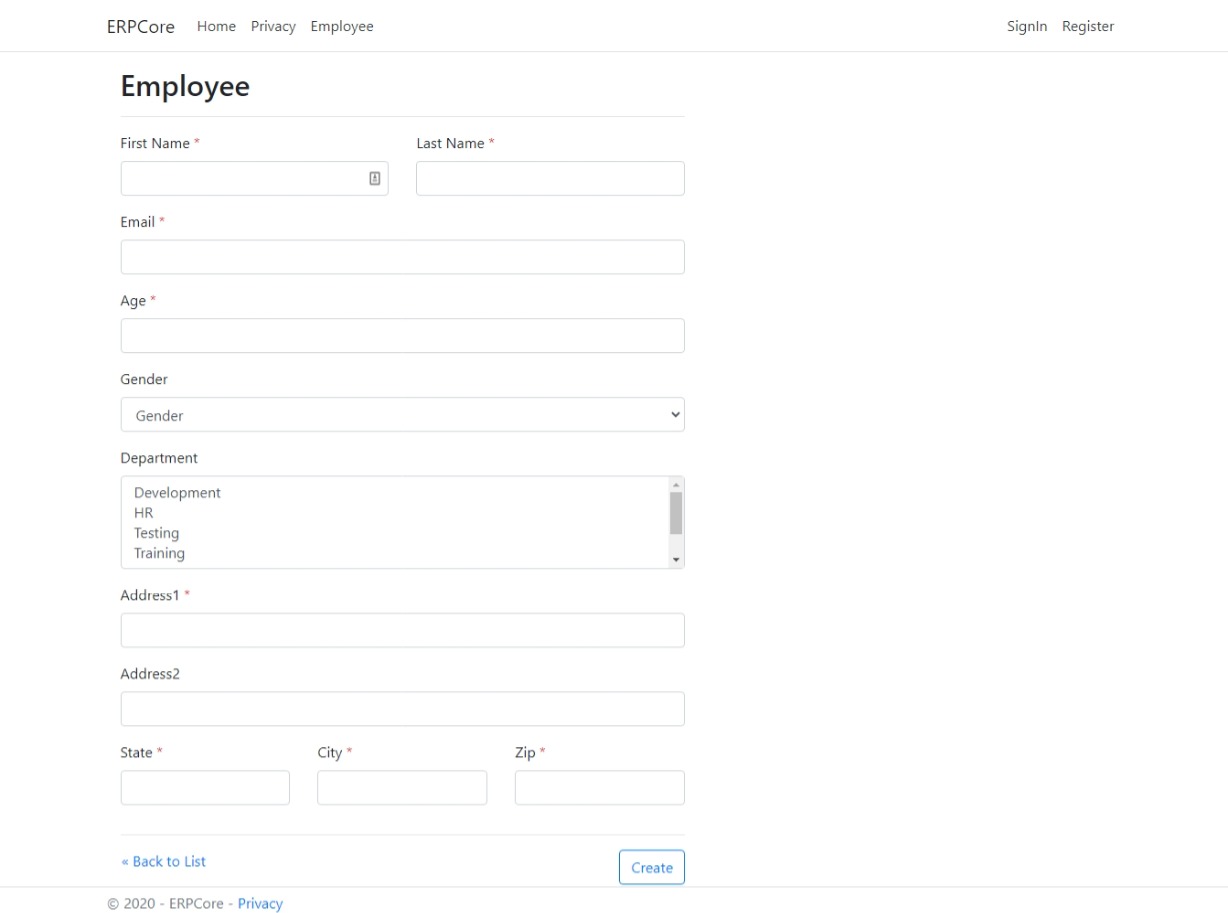 ERPCore Home Privacy Employee SignIn Register
Employee
First Name * Last Name *
Email *
Age *
Gender
Gender
Department
Development
HR
Testing
Training
Address1 *
Address2
State * City * Zip *
« Back to List Create
© 2020 - ERPCore - Privacy